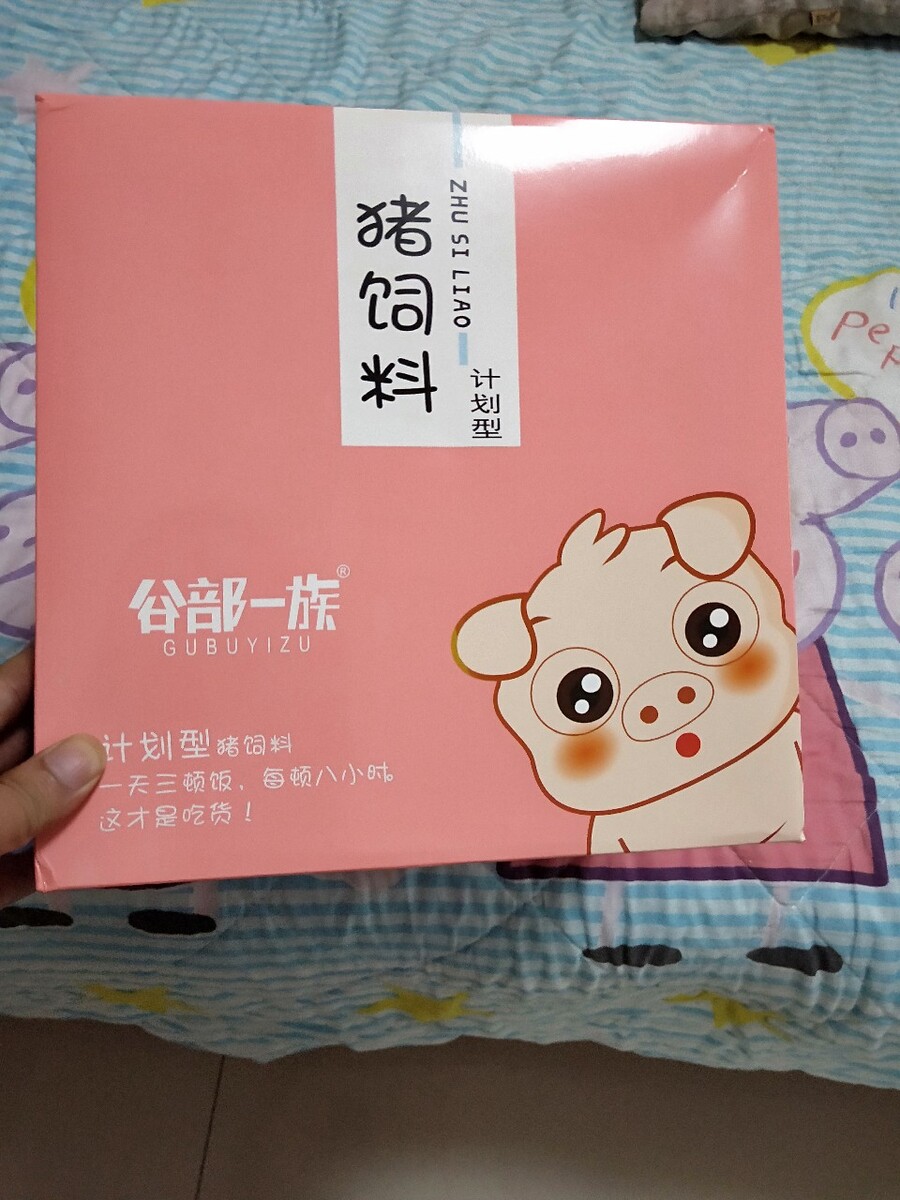 猪饲料
ZHU SI LIAO
计划型
谷部一族®
GUBUYIZU
计划型猪饲料
一天三顿饭，每顿八小时。
这才是吃货！